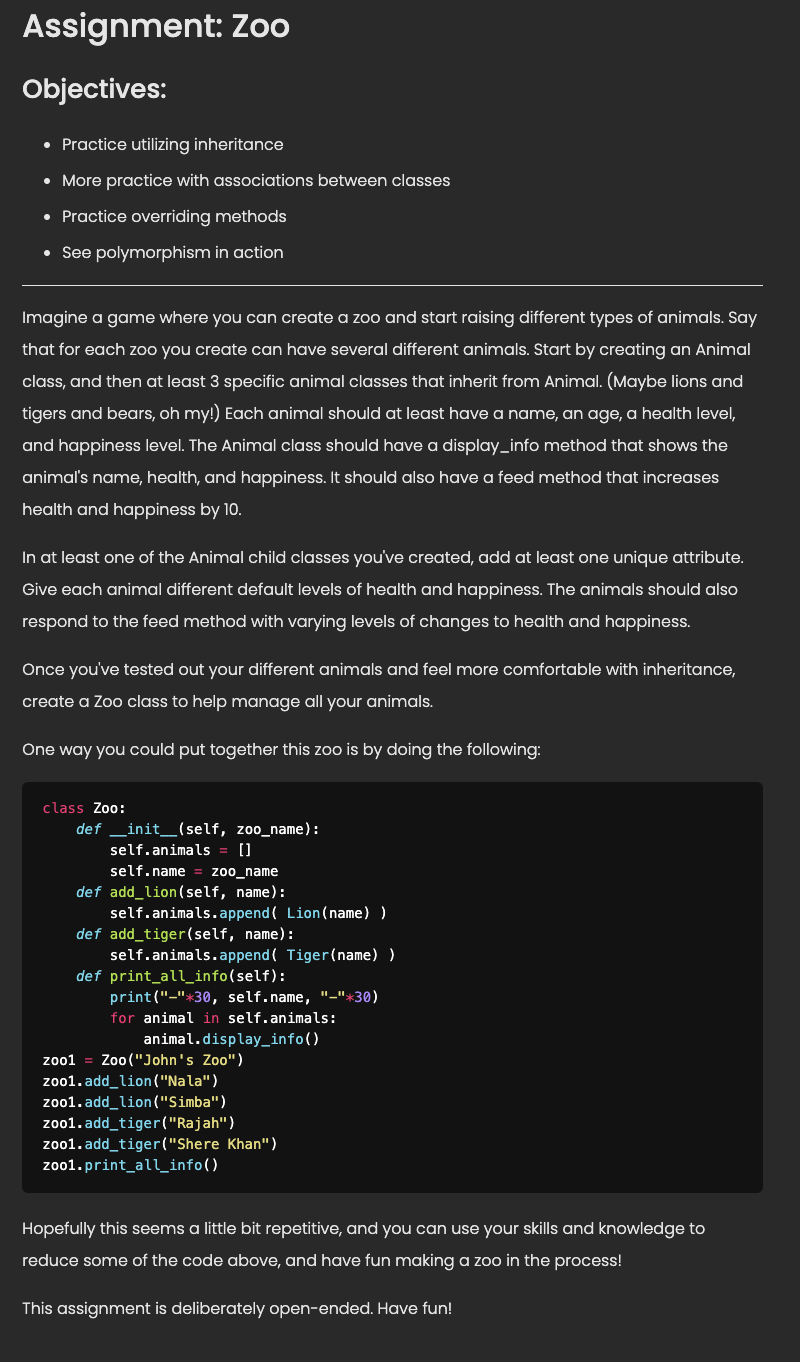 Assignment: Zoo
Objectives:
• Practice utilizing inheritance
• More practice with associations between classes
• Practice overriding methods
• See polymorphism in action
Imagine a game where you can create a zoo and start raising different types of animals. Say
that for each zoo you create can have several different animals. Start by creating an Animal
class, and then at least 3 specific animal classes that inherit from Animal. (Maybe lions and
tigers and bears, oh my!) Each animal should at least have a name, an age, a health level,
and happiness level. The Animal class should have a display_info method that shows the
animal's name, health, and happiness. It should also have a feed method that increases
health and happiness by 10.
In at least one of the Animal child classes you've created, add at least one unique attribute.
Give each animal different default levels of health and happiness. The animals should also
respond to the feed method with varying levels of changes to health and happiness.
Once you've tested out your different animals and feel more comfortable with inheritance,
create a Zoo class to help manage all your animals.
One way you could put together this zoo is by doing the following:
class Zoo:
    def __init__(self, zoo_name):
        self.animals = []
        self.name = zoo_name
    def add_lion(self, name):
        self.animals.append( Lion(name) )
    def add_tiger(self, name):
        self.animals.append( Tiger(name) )
    def print_all_info(self):
        print("-"*30, self.name, "-"*30)
        for animal in self.animals:
            animal.display_info()
zoo1 = Zoo("John's Zoo")
zoo1.add_lion("Nala")
zoo1.add_lion("Simba")
zoo1.add_tiger("Rajah")
zoo1.add_tiger("Shere Khan")
zoo1.print_all_info()
Hopefully this seems a little bit repetitive, and you can use your skills and knowledge to
reduce some of the code above, and have fun making a zoo in the process!
This assignment is deliberately open-ended. Have fun!